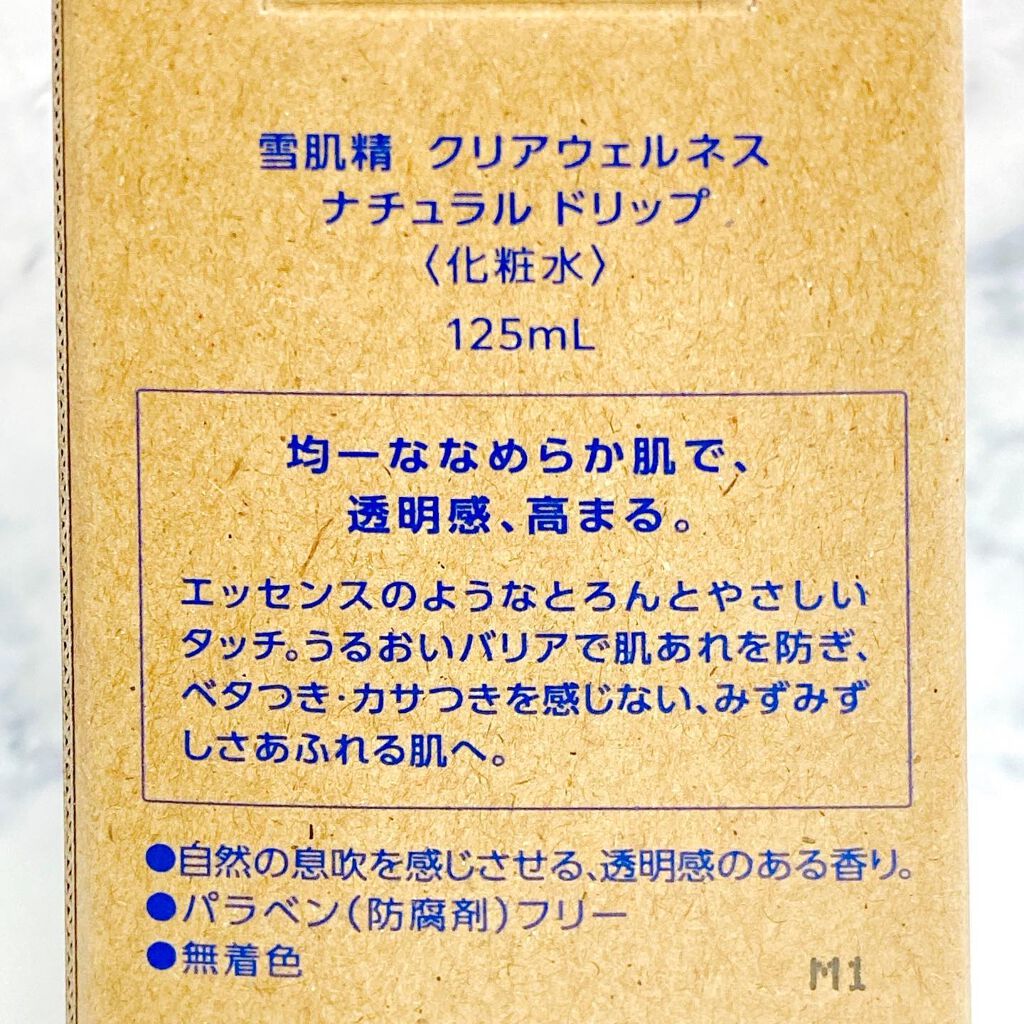 雪肌精 クリアウェルネス
ナチュラル ドリップ
〈化粧水〉
125mL
均一ななめらか肌で、
透明感、高まる。
エッセンスのようなとろんとやさしい
タッチ。うるおいバリアで肌あれを防ぎ、
ベタつき・カサつきを感じない、みずみず
しさあふれる肌へ。
●自然の息吹を感じさせる、透明感のある香り。
●パラベン(防腐剤)フリー
●無着色
M1